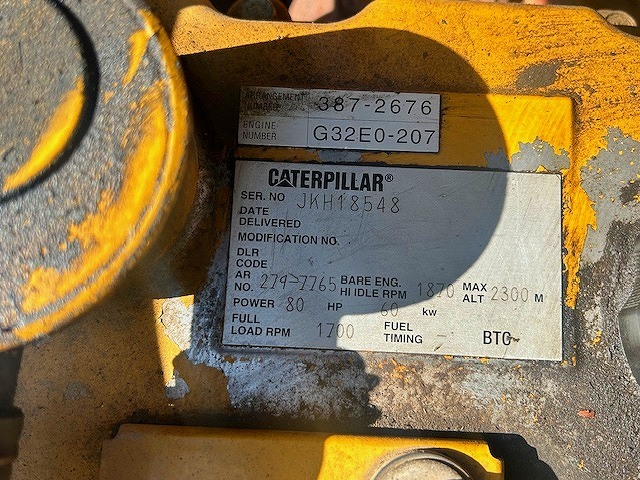 ARRANGEMENT
NUMBER 387-2676
ENGINE
NUMBER G32E0-207
CATERPILLAR®
SER. NO JKH18548
DATE
DELIVERED
MODIFICATION NO.
DLR
CODE
AR
NO. 279-7765 BARE ENG.
HI IDLE RPM 1870 MAX
ALT 2300 M
POWER 80 HP 60 kw
FULL
LOAD RPM 1700 FUEL
TIMING - BTC